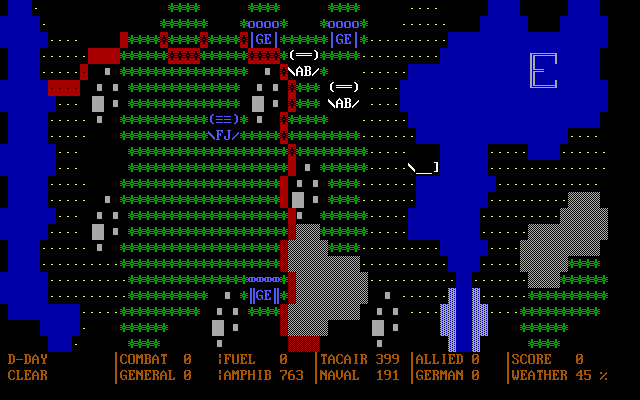 GE GE
AB
E
AB
FJ
GE
D-DAY COMBAT 0 FUEL 0 TACAIR 399 ALLIED 0 SCORE 0
CLEAR GENERAL 0 AMPHIB 763 NAVAL 191 GERMAN 0 WEATHER 45 %